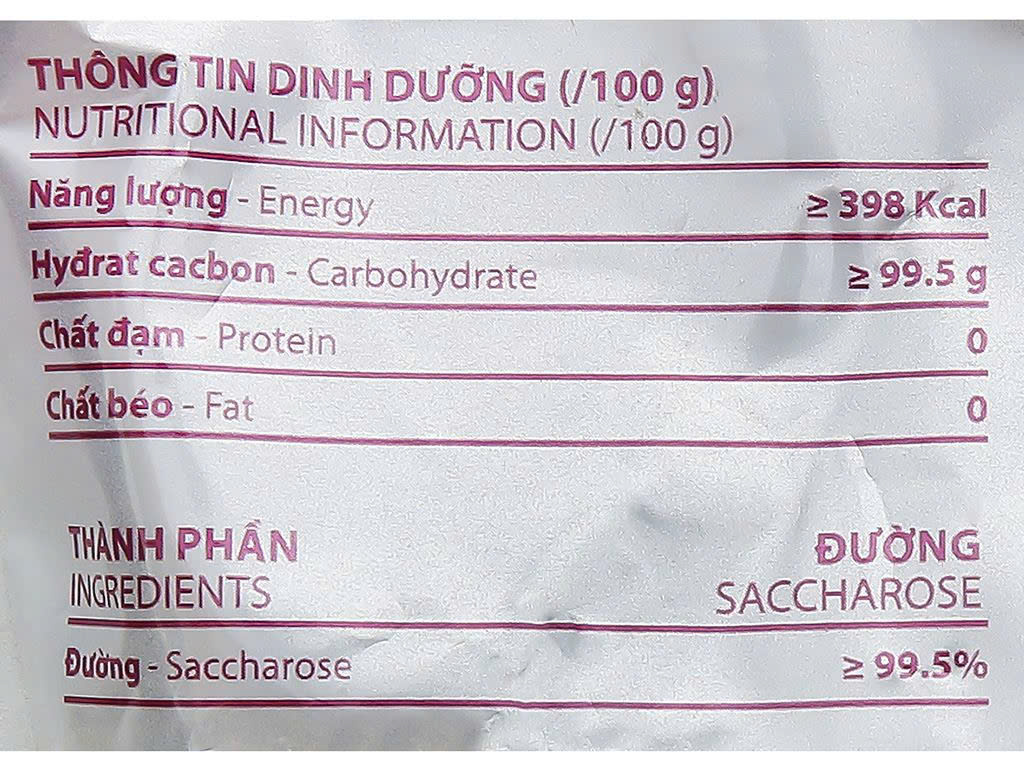 THÔNG TIN DINH DƯỠNG (/100 g)
NUTRITIONAL INFORMATION (/100 g)
Năng lượng - Energy ≥ 398 Kcal
Hyđrat cacbon - Carbohydrate ≥ 99.5 g
Chất đạm - Protein 0
Chất béo - Fat 0
THÀNH PHẦN ĐƯỜNG
INGREDIENTS SACCHAROSE
Đường - Saccharose ≥ 99.5%